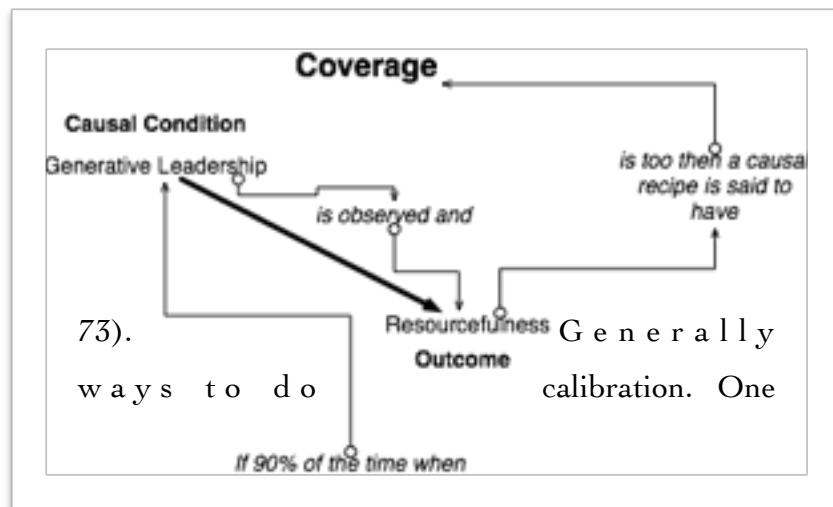 Coverage
Causal Condition
Generative Leadership
is observed and
is too then a causal
recipe is said to
have
Resourcefulness
Outcome
If 90% of the time when
73). Generally
ways to do calibration. One